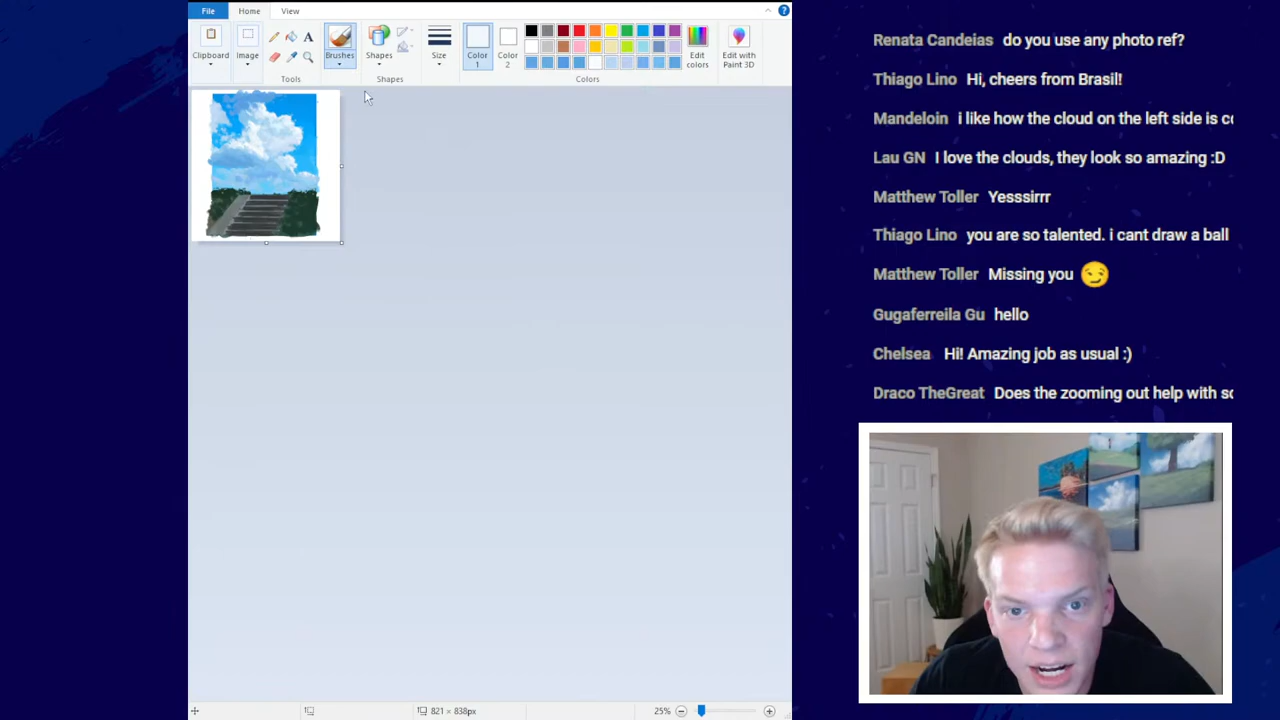 File Home View
Clipboard
Image
Tools
Brushes
Shapes
Shapes
Size
Color 1
Color 2
Colors
Edit colors
Edit with Paint 3D
821 × 838px
25%
Renata Candeias do you use any photo ref?
Thiago Lino Hi, cheers from Brasil!
Mandeloin i like how the cloud on the left side is
Lau GN I love the clouds, they look so amazing :D
Matthew Toller Yesssirrr
Thiago Lino you are so talented. i cant draw a ball
Matthew Toller Missing you 😏
Gugaferreila Gu hello
Chelsea Hi! Amazing job as usual :)
Draco TheGreat Does the zooming out help with